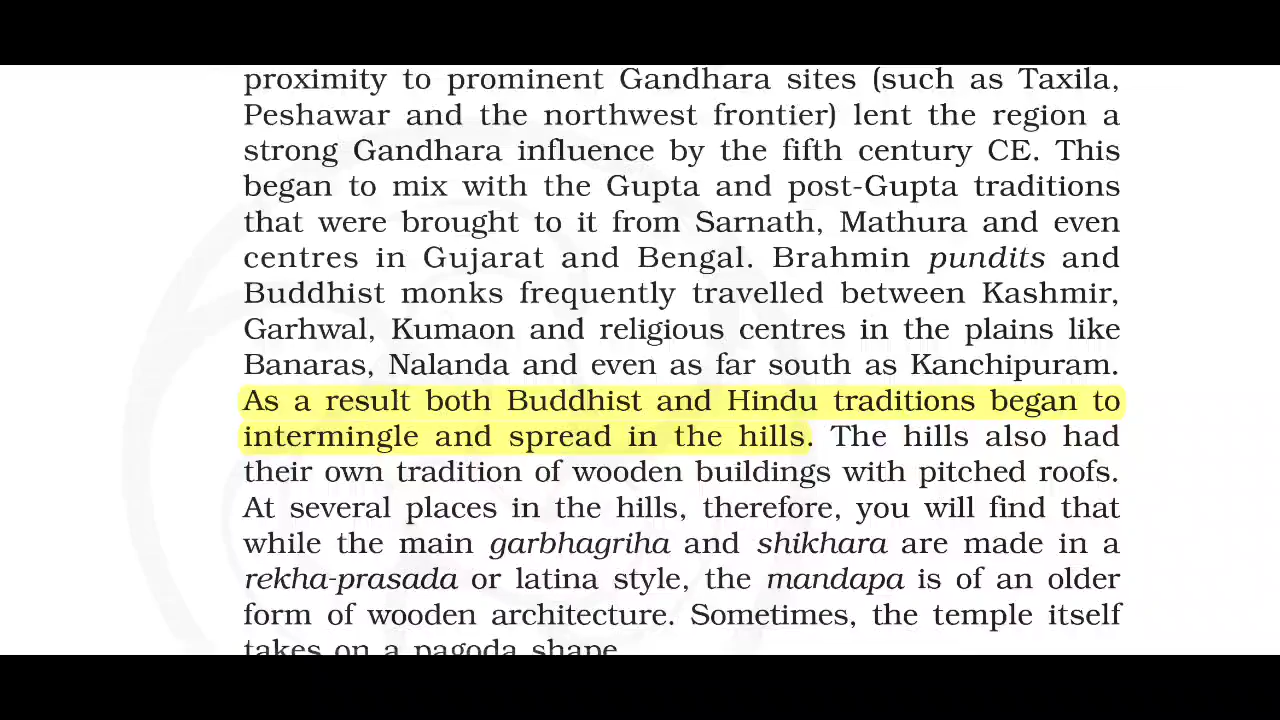 proximity to prominent Gandhara sites (such as Taxila,
Peshawar and the northwest frontier) lent the region a
strong Gandhara influence by the fifth century CE. This
began to mix with the Gupta and post-Gupta traditions
that were brought to it from Sarnath, Mathura and even
centres in Gujarat and Bengal. Brahmin pundits and
Buddhist monks frequently travelled between Kashmir,
Garhwal, Kumaon and religious centres in the plains like
Banaras, Nalanda and even as far south as Kanchipuram.
As a result both Buddhist and Hindu traditions began to
intermingle and spread in the hills. The hills also had
their own tradition of wooden buildings with pitched roofs.
At several places in the hills, therefore, you will find that
while the main garbhagriha and shikhara are made in a
rekha-prasada or latina style, the mandapa is of an older
form of wooden architecture. Sometimes, the temple itself
takes on a pagoda shape.